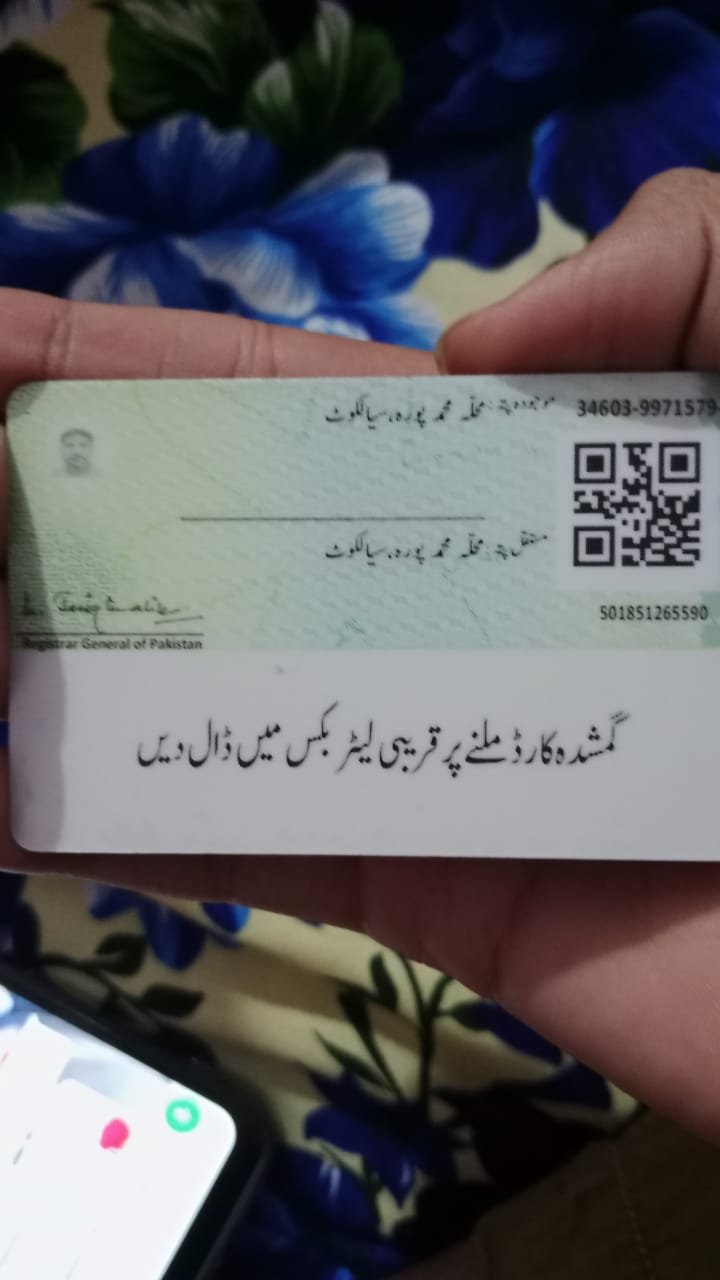 34603-9971579-
موجودہ پتہ: محلہ محمد پورہ، سیالکوٹ
مستقل پتہ: محلہ محمد پورہ، سیالکوٹ
501851265590
Registrar General of Pakistan
گمشدہ کارڈ ملنے پر قریبی لیٹر بکس میں ڈال دیں